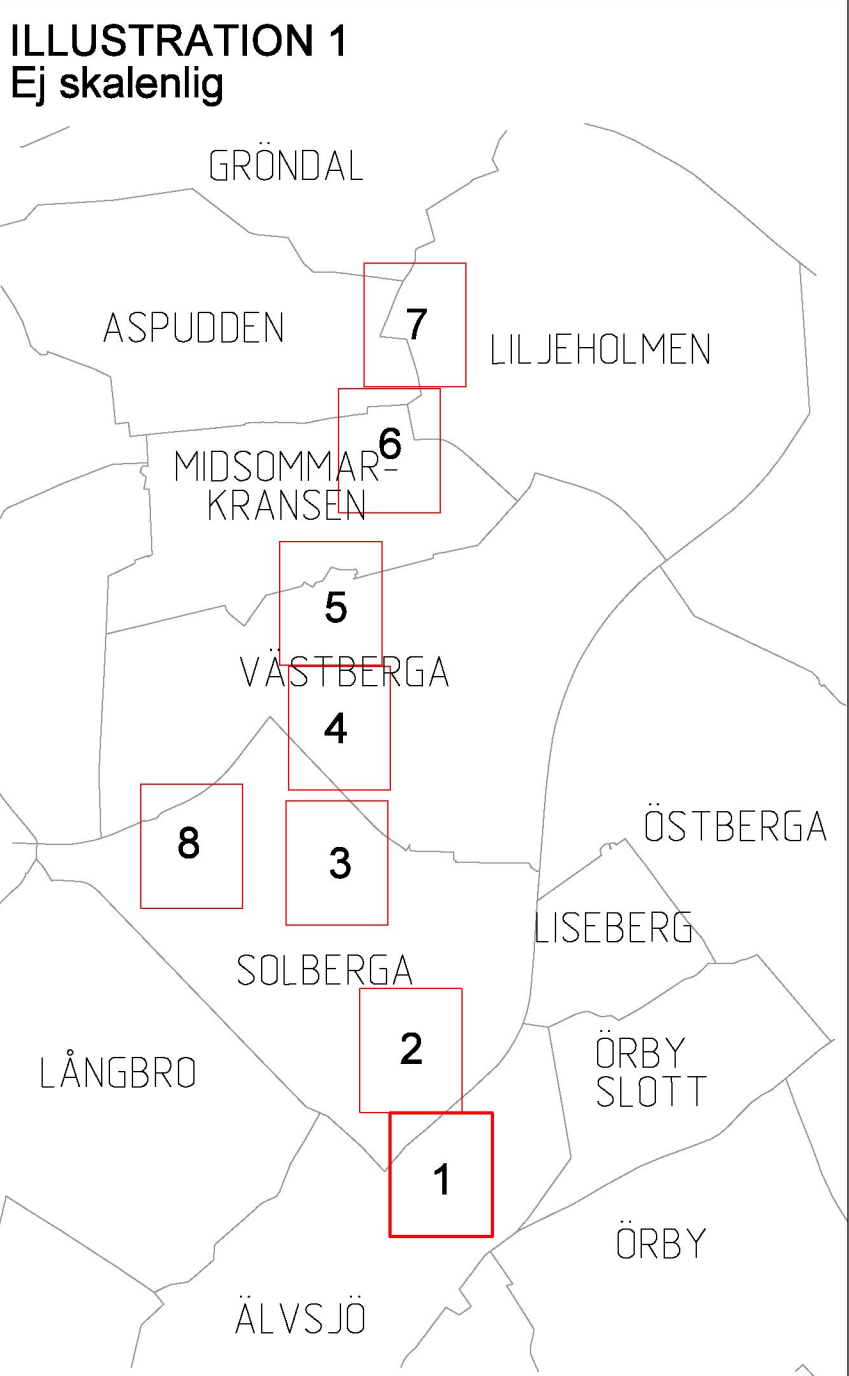 ILLUSTRATION 1
Ej skalenlig
GRÖNDAL
7
ASPUDDEN
LILJEHOLMEN
6
MIDSOMMAR-
KRANSEN
5
VÄSTBERGA
4
8
3
ÖSTBERGA
LISEBERG
SOLBERGA
2
ÖRBY
SLOTT
LÅNGBRO
1
ÖRBY
ÄLVSJÖ